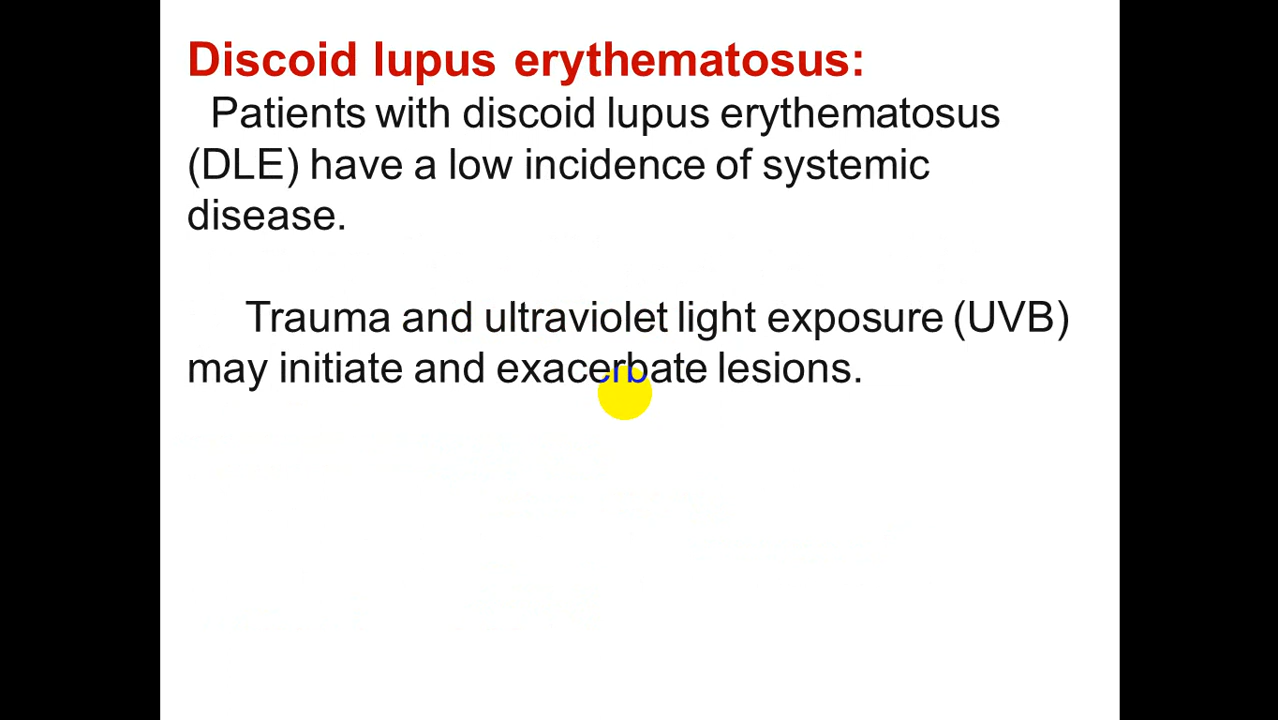 Discoid lupus erythematosus:
Patients with discoid lupus erythematosus
(DLE) have a low incidence of systemic
disease.
Trauma and ultraviolet light exposure (UVB)
may initiate and exacerbate lesions.